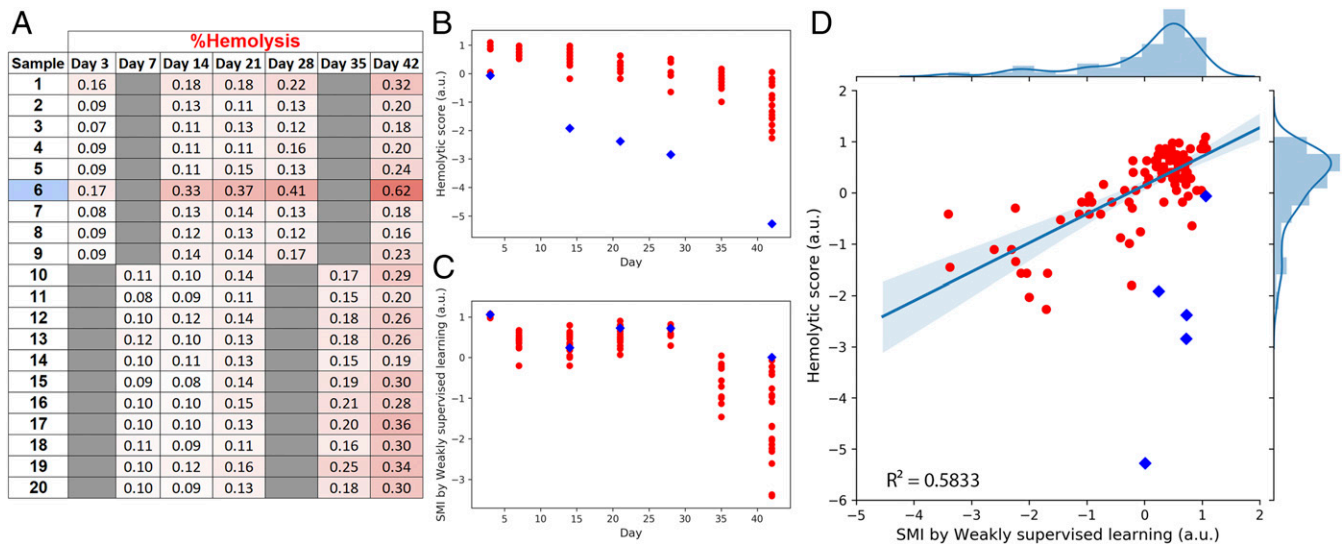 A
%Hemolysis
Sample Day 3 Day 7 Day 14 Day 21 Day 28 Day 35 Day 42
1 0.16 0.18 0.18 0.22 0.32
2 0.09 0.13 0.11 0.13 0.20
3 0.07 0.11 0.13 0.12 0.18
4 0.09 0.11 0.11 0.16 0.20
5 0.09 0.11 0.15 0.13 0.24
6 0.17 0.33 0.37 0.41 0.62
7 0.08 0.13 0.14 0.13 0.18
8 0.09 0.12 0.13 0.12 0.16
9 0.09 0.14 0.14 0.17 0.23
10 0.11 0.10 0.14 0.17 0.29
11 0.08 0.09 0.11 0.15 0.20
12 0.10 0.12 0.14 0.18 0.26
13 0.12 0.10 0.13 0.18 0.26
14 0.10 0.11 0.13 0.15 0.19
15 0.09 0.08 0.14 0.19 0.30
16 0.10 0.10 0.15 0.21 0.28
17 0.10 0.10 0.13 0.20 0.36
18 0.11 0.09 0.11 0.16 0.30
19 0.10 0.12 0.16 0.25 0.34
20 0.10 0.09 0.13 0.18 0.30
B
Hemolytic score (a.u.)
1
0
−1
−2
−3
−4
−5
5 10 15 20 25 30 35 40
Day
C
SMI by Weakly supervised learning (a.u.)
1
0
−1
−2
−3
5 10 15 20 25 30 35 40
Day
D
Hemolytic score (a.u.)
2
1
0
−1
−2
−3
−4
−5
−6
R² = 0.5833
−5 −4 −3 −2 −1 0 1 2
SMI by Weakly supervised learning (a.u.)